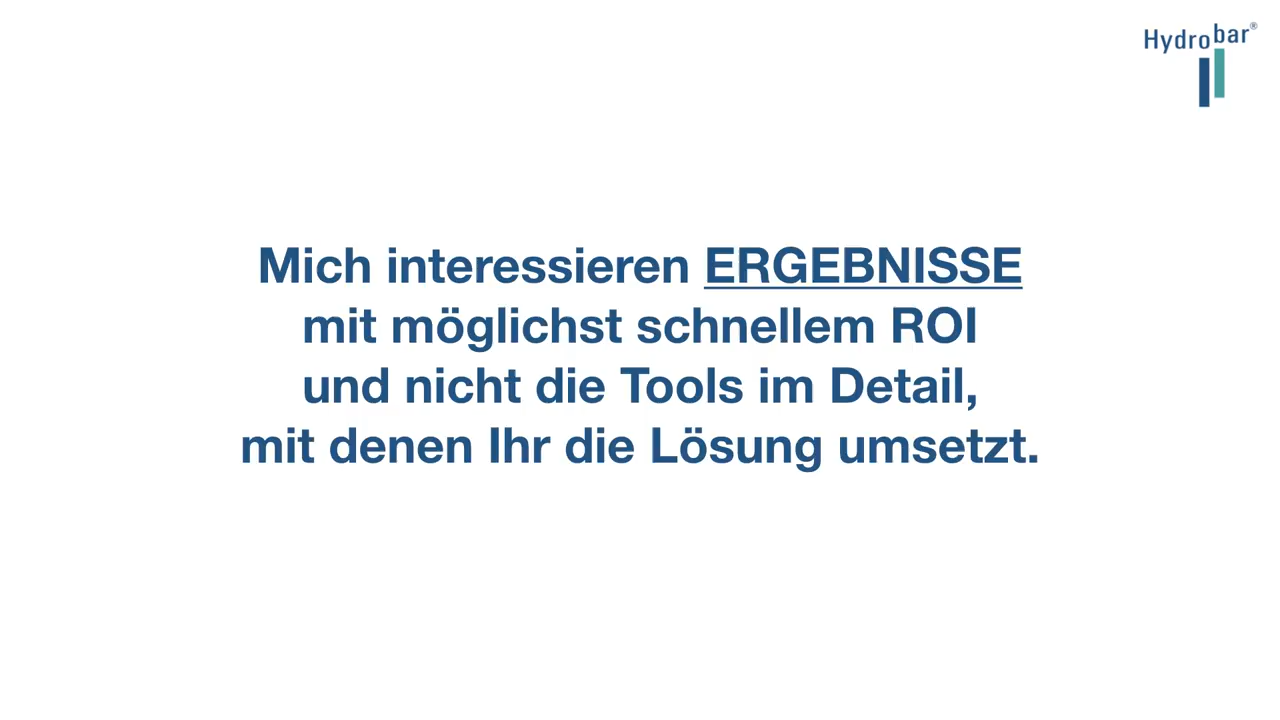 Hydrobar®
Mich interessieren ERGEBNISSE
mit möglichst schnellem ROI
und nicht die Tools im Detail,
mit denen Ihr die Lösung umsetzt.